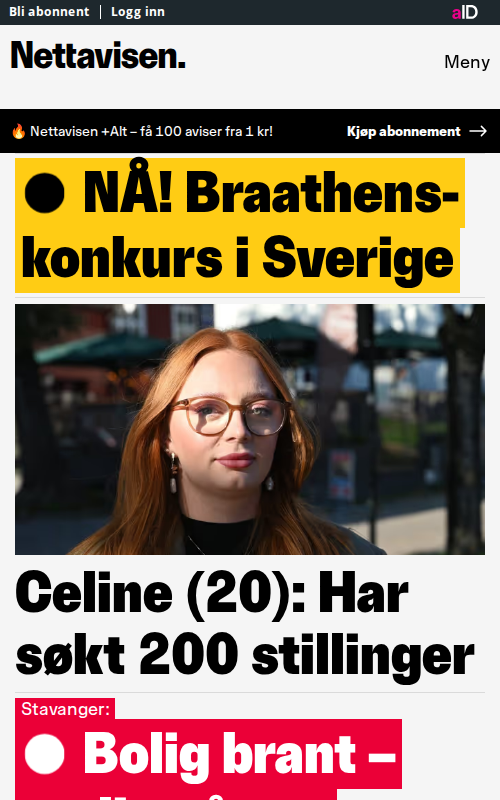 Bli abonnent | Logg inn
aID
Nettavisen.
Meny
🔥 Nettavisen +Alt – få 100 aviser fra 1 kr!
Kjøp abonnement →
● NÅ! Braathens-
konkurs i Sverige
Celine (20): Har
søkt 200 stillinger
Stavanger:
● Bolig brant –